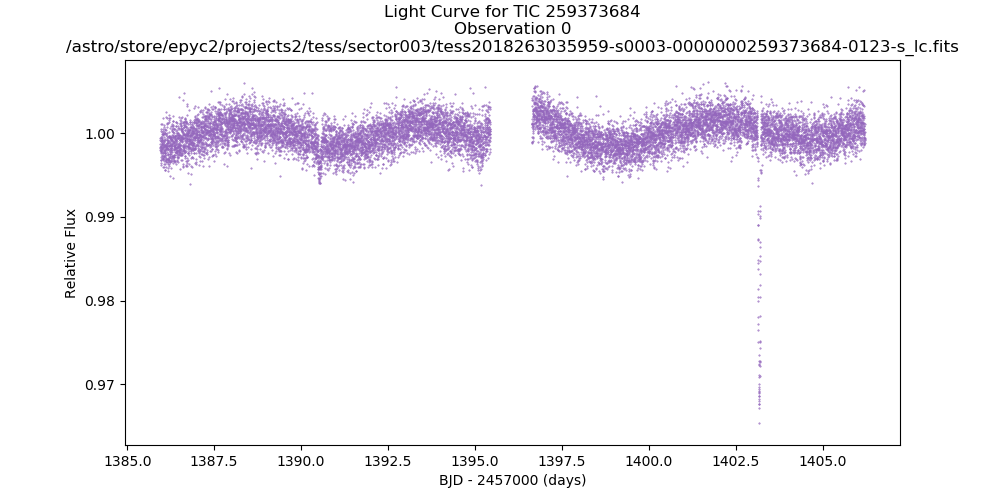 Light Curve for TIC 259373684
Observation 0
/astro/store/epyc2/projects2/tess/sector003/tess2018263035959-s0003-0000000259373684-0123-s_lc.fits
1.00
0.99
0.98
0.97
Relative Flux
1385.0 1387.5 1390.0 1392.5 1395.0 1397.5 1400.0 1402.5 1405.0
BJD - 2457000 (days)